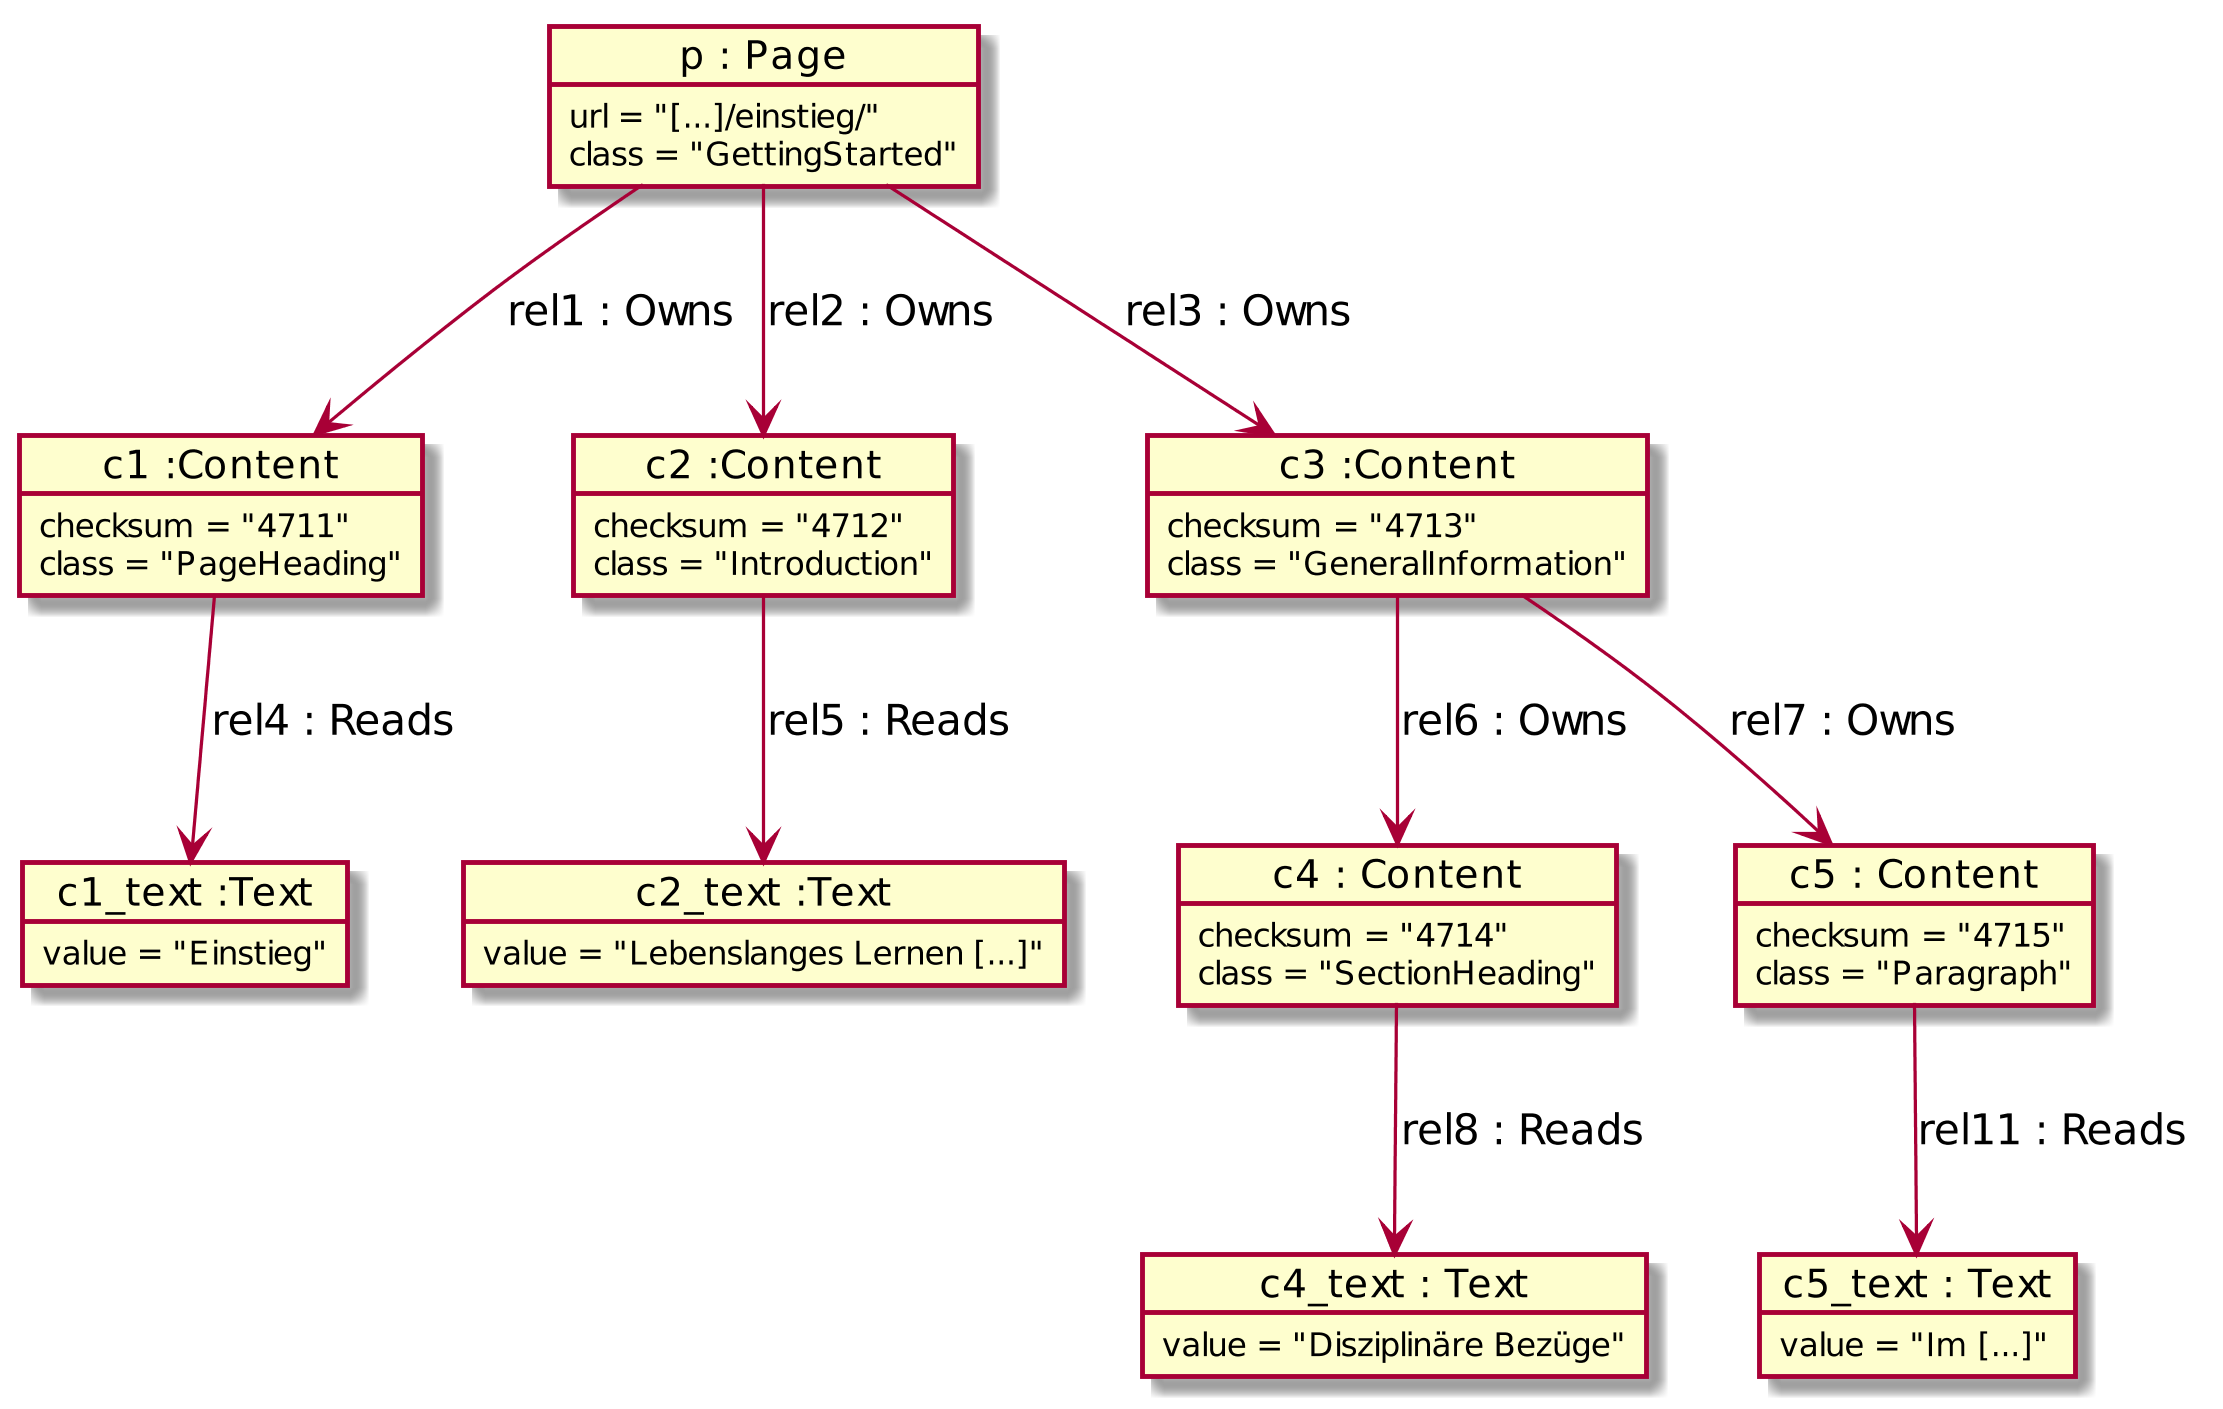 p : Page
url = "[...]/einstieg/"
class = "GettingStarted"
rel1 : Owns
rel2 : Owns
rel3 : Owns
c1 :Content
checksum = "4711"
class = "PageHeading"
c2 :Content
checksum = "4712"
class = "Introduction"
c3 :Content
checksum = "4713"
class = "GeneralInformation"
rel4 : Reads
rel5 : Reads
rel6 : Owns
rel7 : Owns
c1_text :Text
value = "Einstieg"
c2_text :Text
value = "Lebenslanges Lernen [...]"
c4 : Content
checksum = "4714"
class = "SectionHeading"
c5 : Content
checksum = "4715"
class = "Paragraph"
rel8 : Reads
rel11 : Reads
c4_text : Text
value = "Disziplinäre Bezüge"
c5_text : Text
value = "Im [...]"